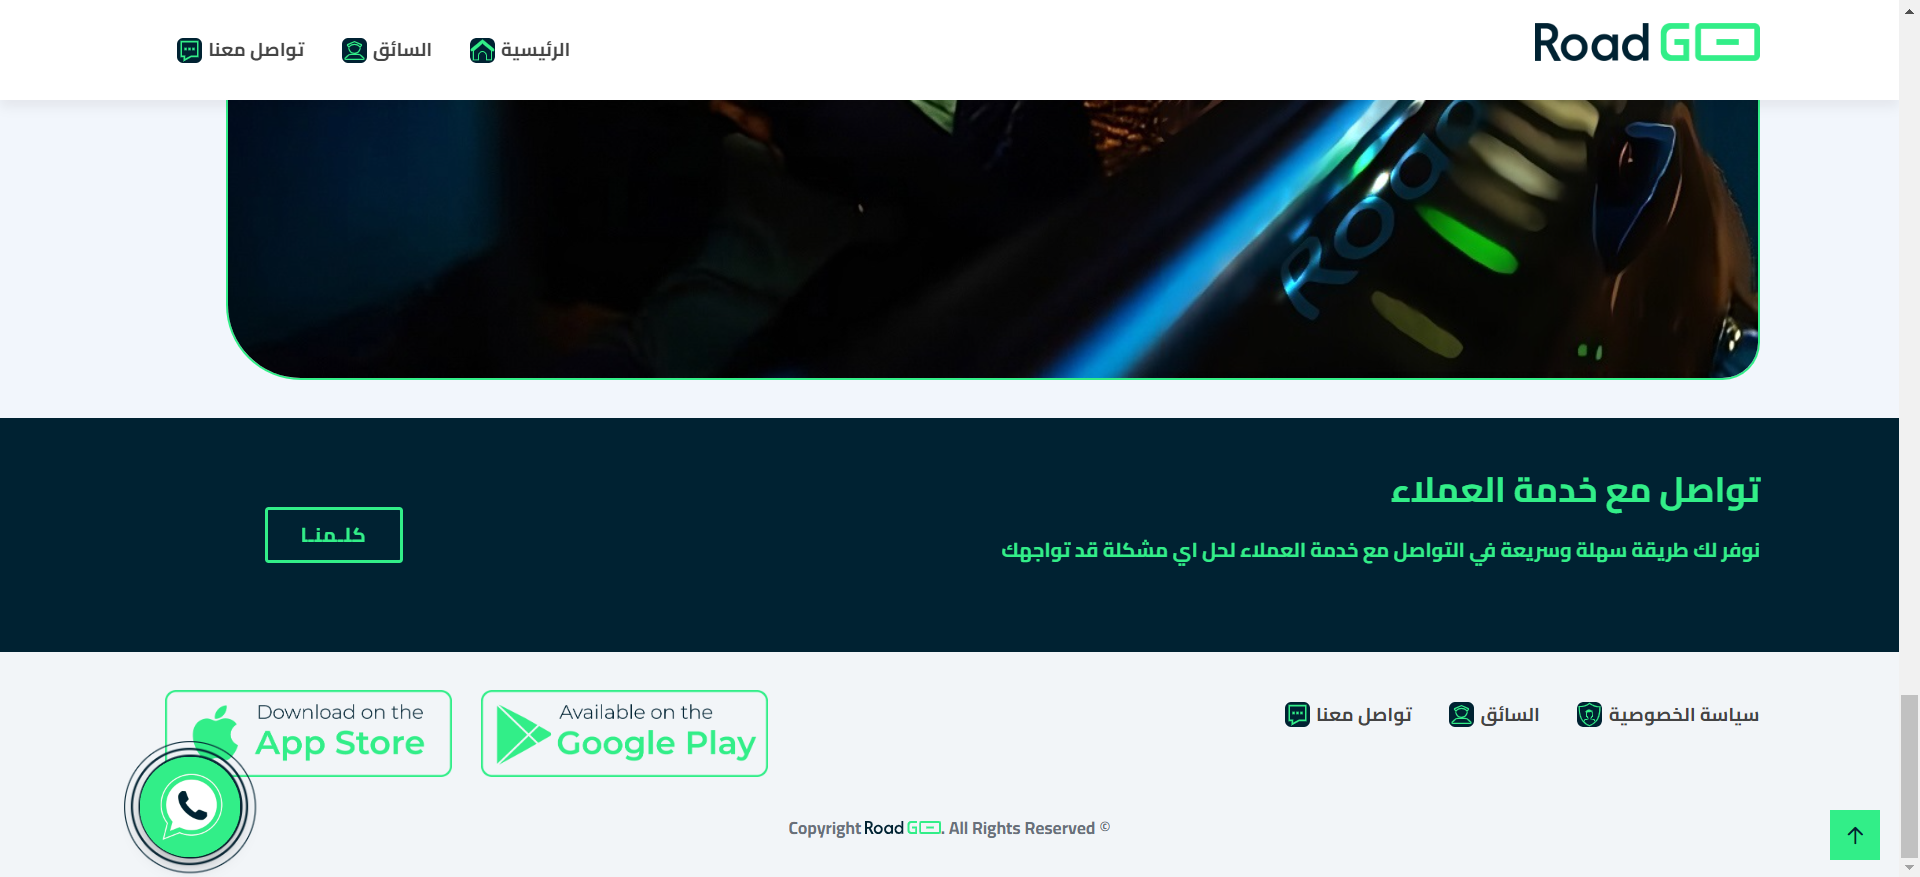 Road GO
الرئيسية
السائق
تواصل معنا
Road
تواصل مع خدمة العملاء
نوفر لك طريقة سهلة وسريعة في التواصل مع خدمة العملاء لحل اي مشكلة قد تواجهك
كلـمنـا
سياسة الخصوصية
السائق
تواصل معنا
Available on the
Google Play
Download on the
App Store
Copyright Road GO. All Rights Reserved ©